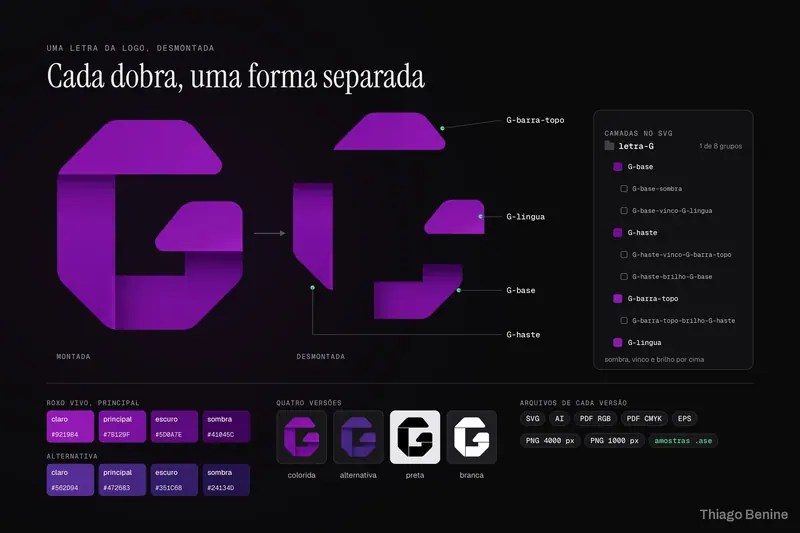 UMA LETRA DA LOGO, DESMONTADA
Cada dobra, uma forma separada
G-barra-topo
G-lingua
G-base
G-haste
MONTADA
DESMONTADA
CAMADAS NO SVG
letra-G
1 de 8 grupos
G-base
G-base-sombra
G-base-vinco-G-lingua
G-haste
G-haste-vinco-G-barra-topo
G-haste-brilho-G-base
G-barra-topo
G-barra-topo-brilho-G-haste
G-lingua
sombra, vinco e brilho por cima
ROXO VIVO, PRINCIPAL
claro
#921984
principal
#7B129F
escuro
#5D0A7E
sombra
#41045C
ALTERNATIVA
claro
#562D94
principal
#472683
escuro
#351C68
sombra
#24134D
QUATRO VERSÕES
colorida
alternativa
preta
branca
ARQUIVOS DE CADA VERSÃO
SVG
AI
PDF RGB
PDF CMYK
EPS
PNG 4000 px
PNG 1000 px
amostras .ase
Thiago Benine